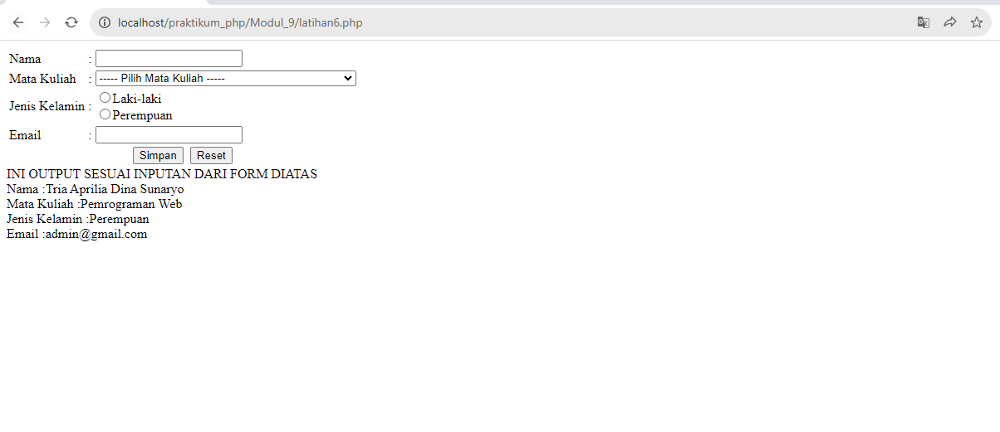 localhost/praktikum_php/Modul_9/latihan6.php
Nama :
Mata Kuliah : ----- Pilih Mata Kuliah -----
Jenis Kelamin : Laki-laki
Perempuan
Email :
Simpan Reset
INI OUTPUT SESUAI INPUTAN DARI FORM DIATAS
Nama :Tria Aprilia Dina Sunaryo
Mata Kuliah :Pemrograman Web
Jenis Kelamin :Perempuan
Email :admin@gmail.com